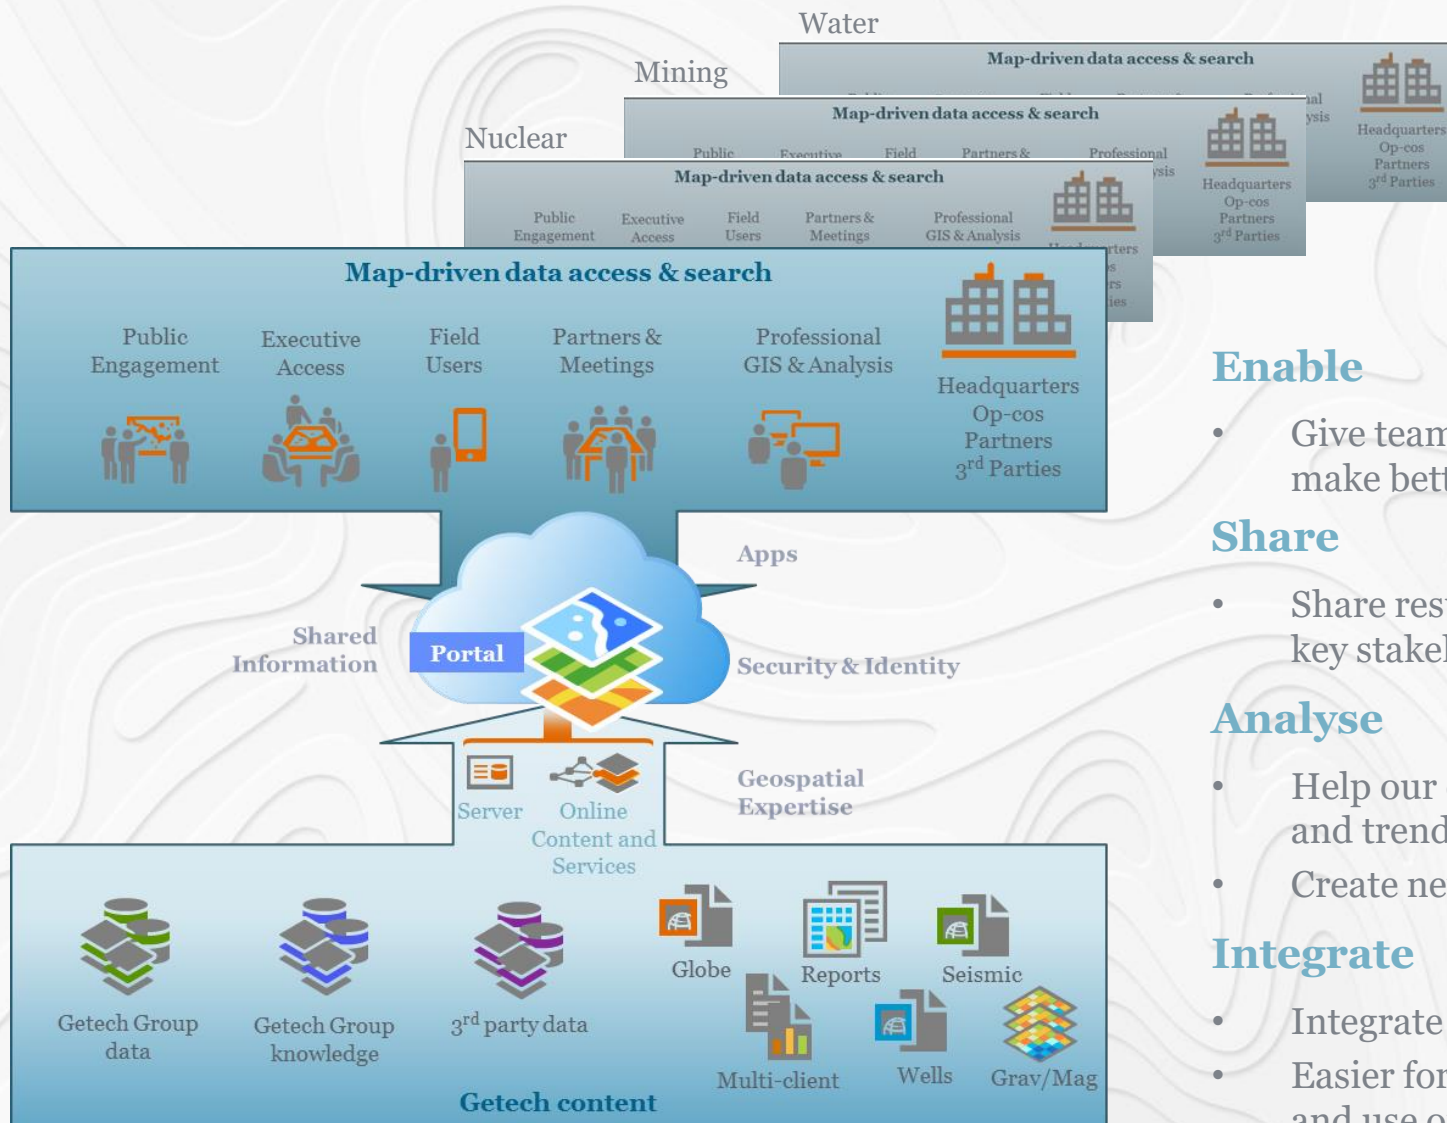 Water
Map-driven data access & search
Headquarters
Op-cos
Partners
3rd Parties
Mining
Map-driven data access & search
Public
Executive
Field
Partners &
Professional
Headquarters
Op-cos
Partners
3rd Parties
Nuclear
Map-driven data access & search
Public
Engagement
Executive
Access
Field
Users
Partners &
Meetings
Professional
GIS & Analysis
Map-driven data access & search
Public
Engagement
Executive
Access
Field
Users
Partners &
Meetings
Professional
GIS & Analysis
Headquarters
Op-cos
Partners
3rd Parties
Apps
Shared
Information
Portal
Security & Identity
Geospatial
Expertise
Server
Online
Content and
Services
Getech Group
data
Getech Group
knowledge
3rd party data
Globe
Reports
Seismic
Multi-client
Wells
Grav/Mag
Getech content
Enable
• Give team
make bett
Share
• Share res
key stake
Analyse
• Help our
and trend
• Create ne
Integrate
• Integrate
• Easier for
and use o